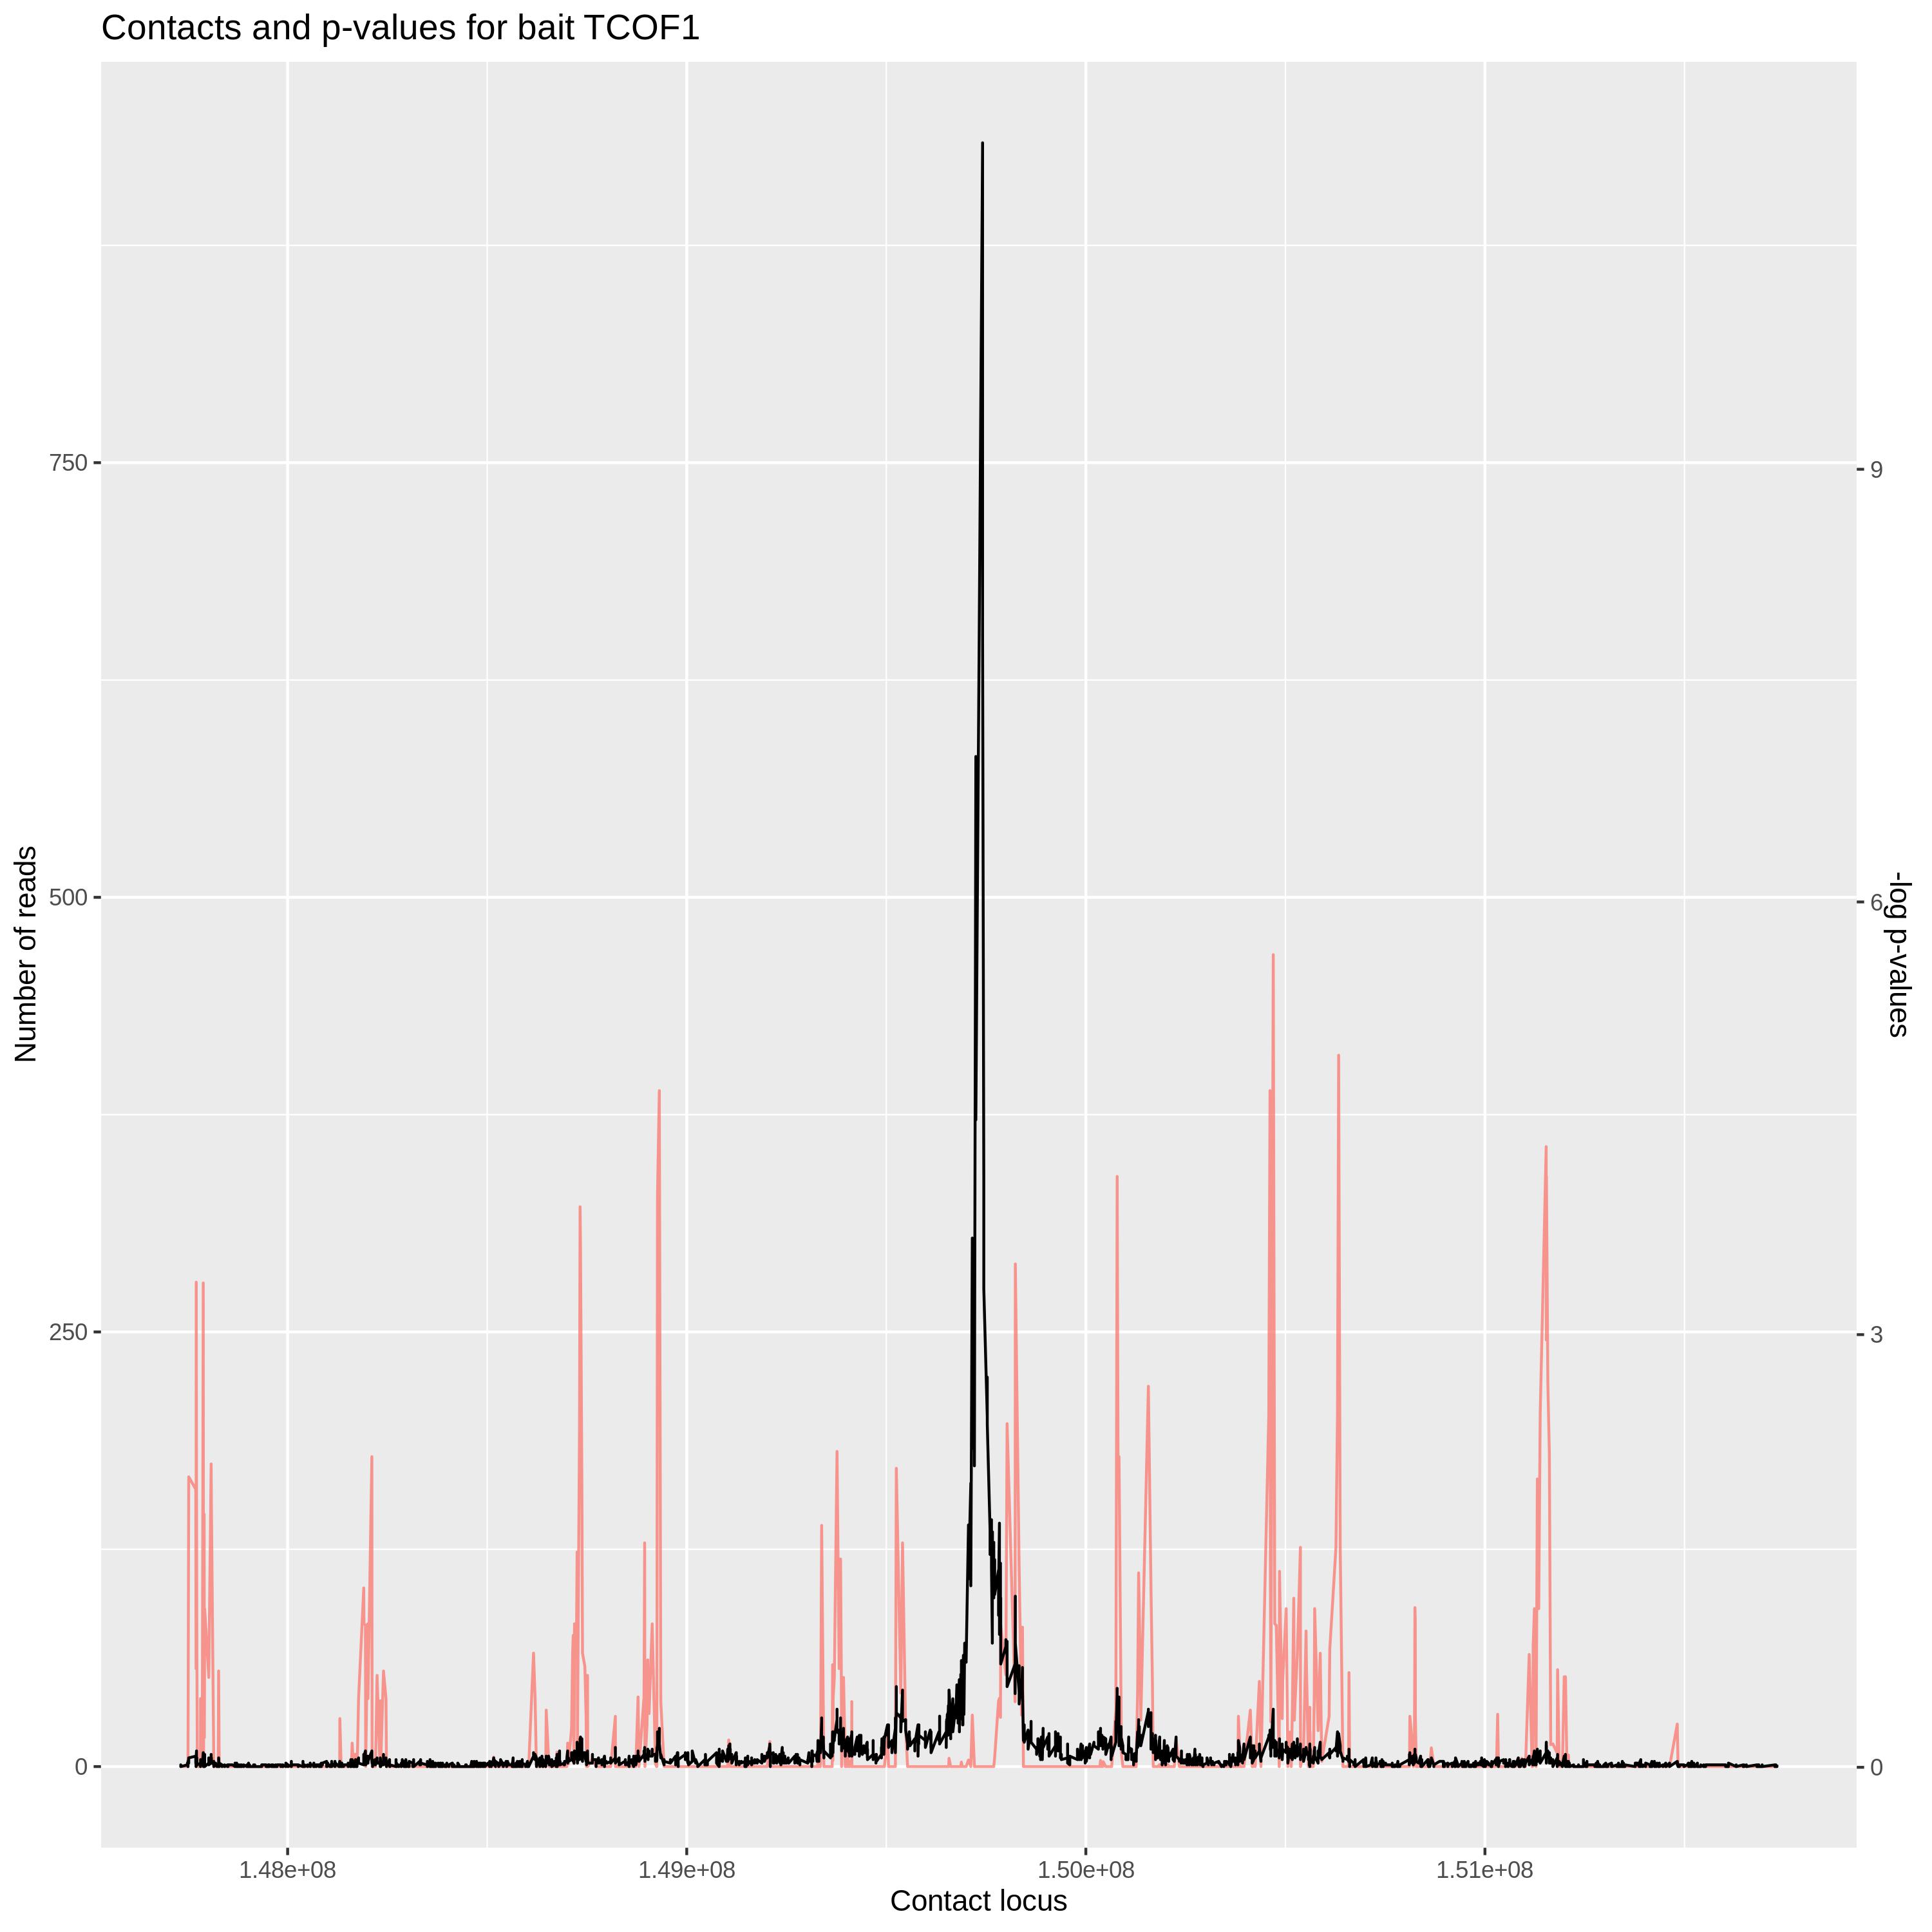 Contacts and p-values for bait TCOF1
Number of reads
750
500
250
0
9
6
3
0
-log p-values
1.48e+08
1.49e+08
1.50e+08
1.51e+08
Contact locus